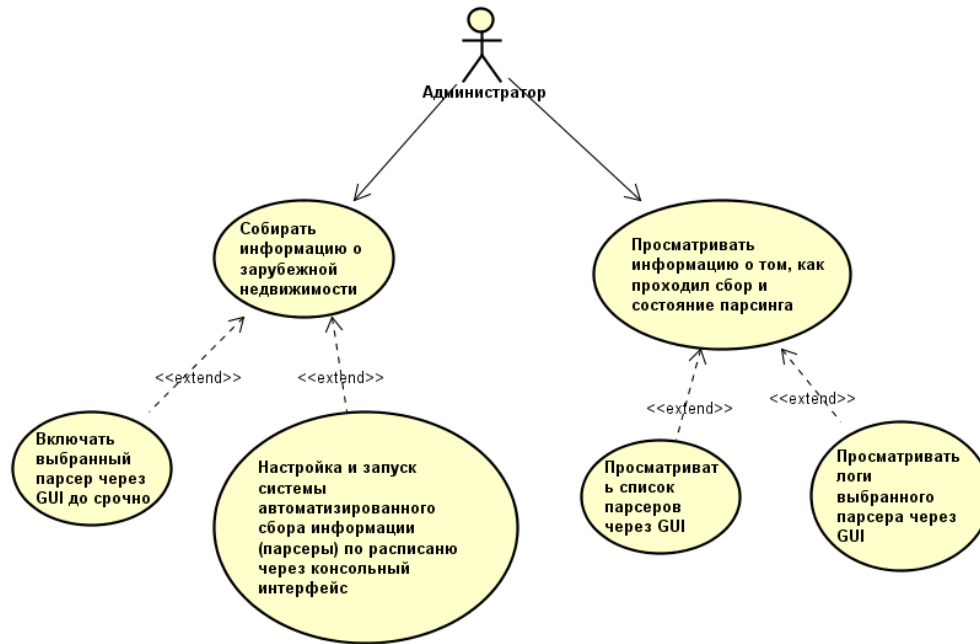 Администратор
Собирать
информацию о
зарубежной
недвижимости
Просматривать
информацию о том, как
проходил сбор и
состояние парсинга
<<extend>>
<<extend>>
<<extend>>
<<extend>>
Включать
выбранный
парсер через
GUI до срочно
Настройка и запуск
системы
автоматизированного
сбора информации
(парсеры) по расписаню
через консольный
интерфейс
Просматриват
ь список
парсеров
через GUI
Просматривать
логи
выбранного
парсера через
GUI